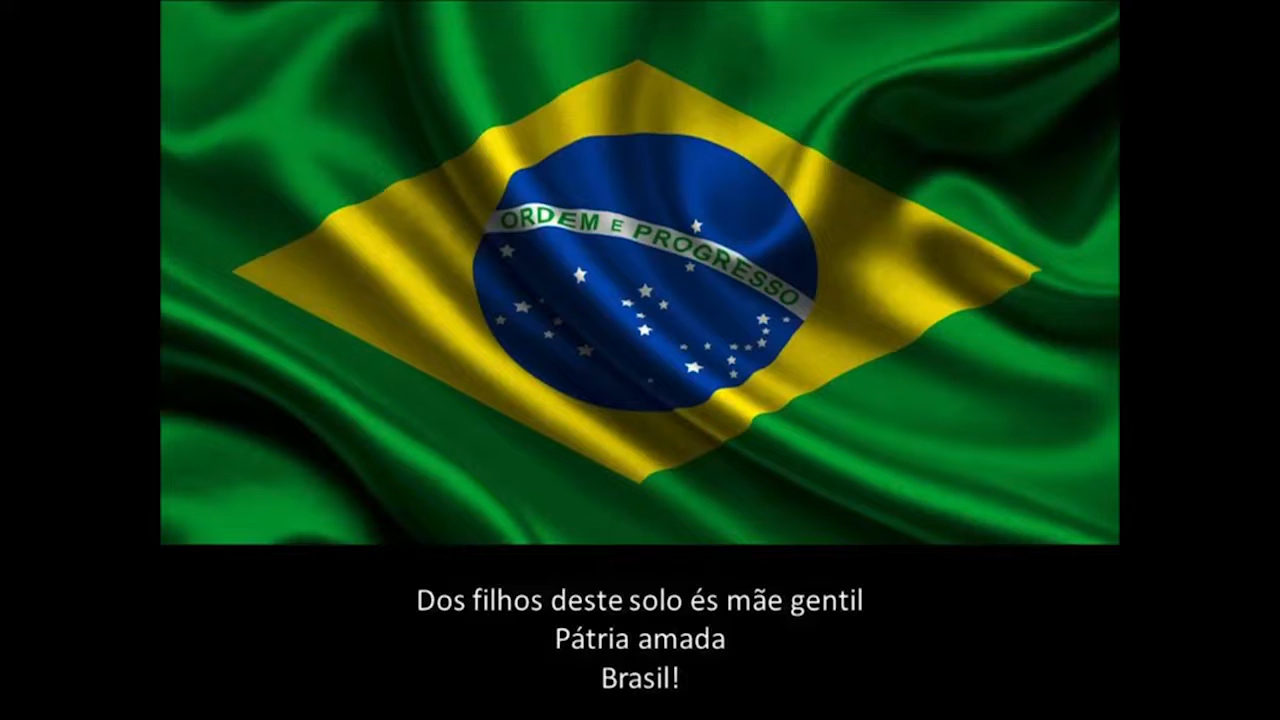 ORDEM E PROGRESSO
Dos filhos deste solo és mãe gentil
Pátria amada
Brasil!